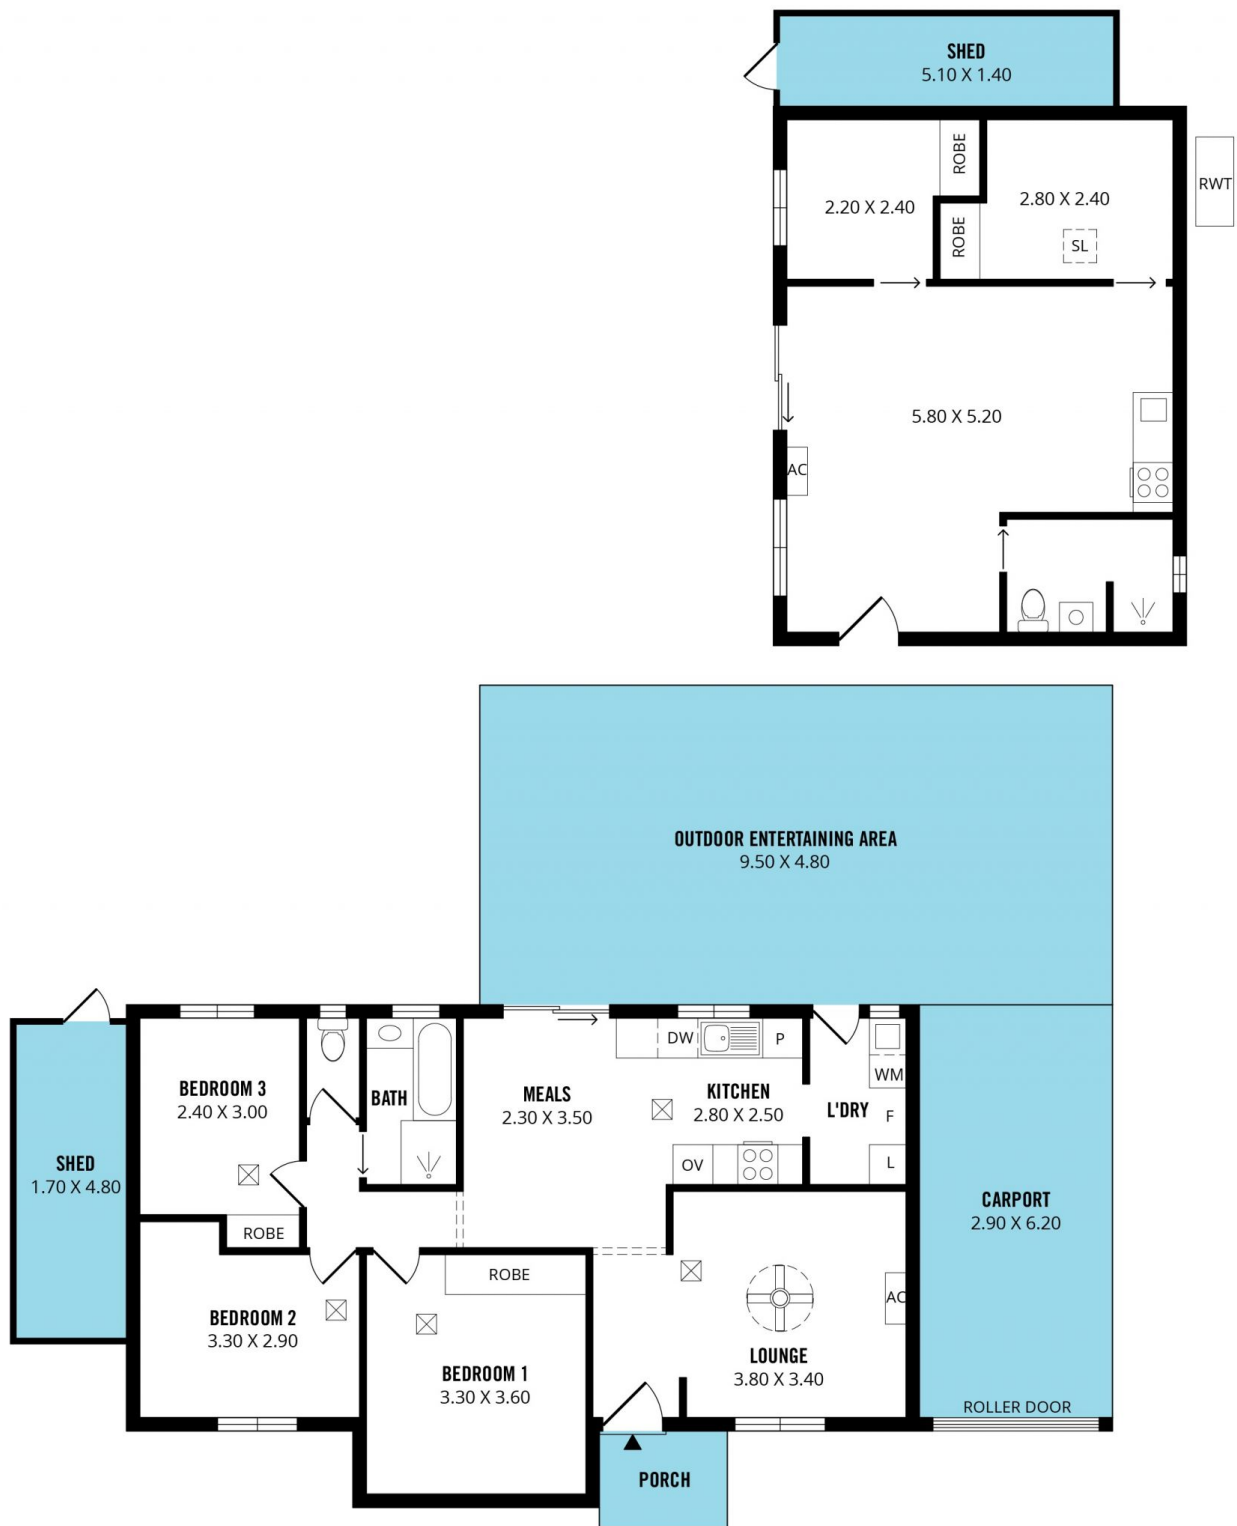 SHED
5.10 X 1.40
ROBE
2.20 X 2.40
2.80 X 2.40
RWT
ROBE
SL
5.80 X 5.20
AC
OUTDOOR ENTERTAINING AREA
9.50 X 4.80
DW
P
BEDROOM 3
2.40 X 3.00
BATH
MEALS
2.30 X 3.50
KITCHEN
2.80 X 2.50
L'DRY
WM
F
OV
L
SHED
1.70 X 4.80
CARPORT
2.90 X 6.20
ROBE
ROBE
AC
BEDROOM 2
3.30 X 2.90
BEDROOM 1
3.30 X 3.60
LOUNGE
3.80 X 3.40
ROLLER DOOR
PORCH